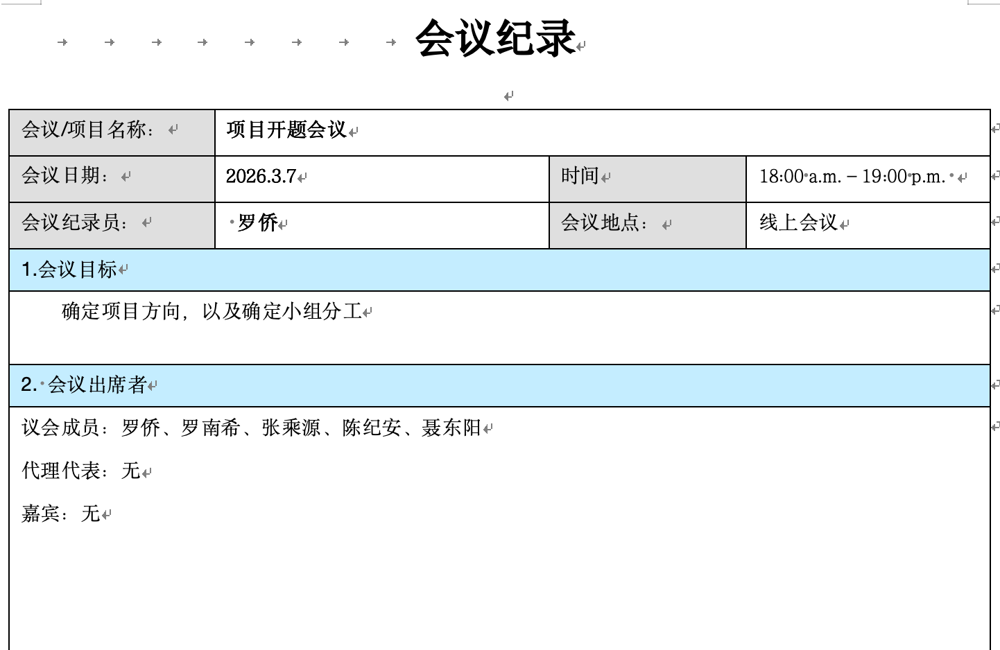 会议纪录
会议/项目名称： 项目开题会议
会议日期： 2026.3.7 时间 18:00 a.m. – 19:00 p.m.
会议纪录员： 罗侨 会议地点： 线上会议
1.会议目标
确定项目方向，以及确定小组分工
2. 会议出席者
议会成员：罗侨、罗南希、张乘源、陈纪安、聂东阳
代理代表：无
嘉宾：无